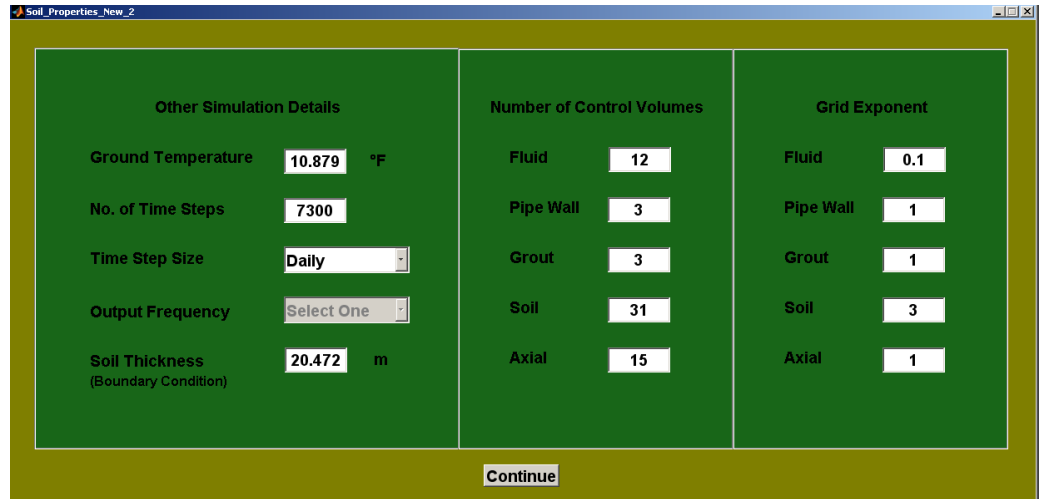 Soil_Properties_New_2
Other Simulation Details
Ground Temperature 10.879 °F
No. of Time Steps 7300
Time Step Size Daily
Output Frequency Select One
Soil Thickness 20.472 m
(Boundary Condition)
Number of Control Volumes
Fluid 12
Pipe Wall 3
Grout 3
Soil 31
Axial 15
Grid Exponent
Fluid 0.1
Pipe Wall 1
Grout 1
Soil 3
Axial 1
Continue